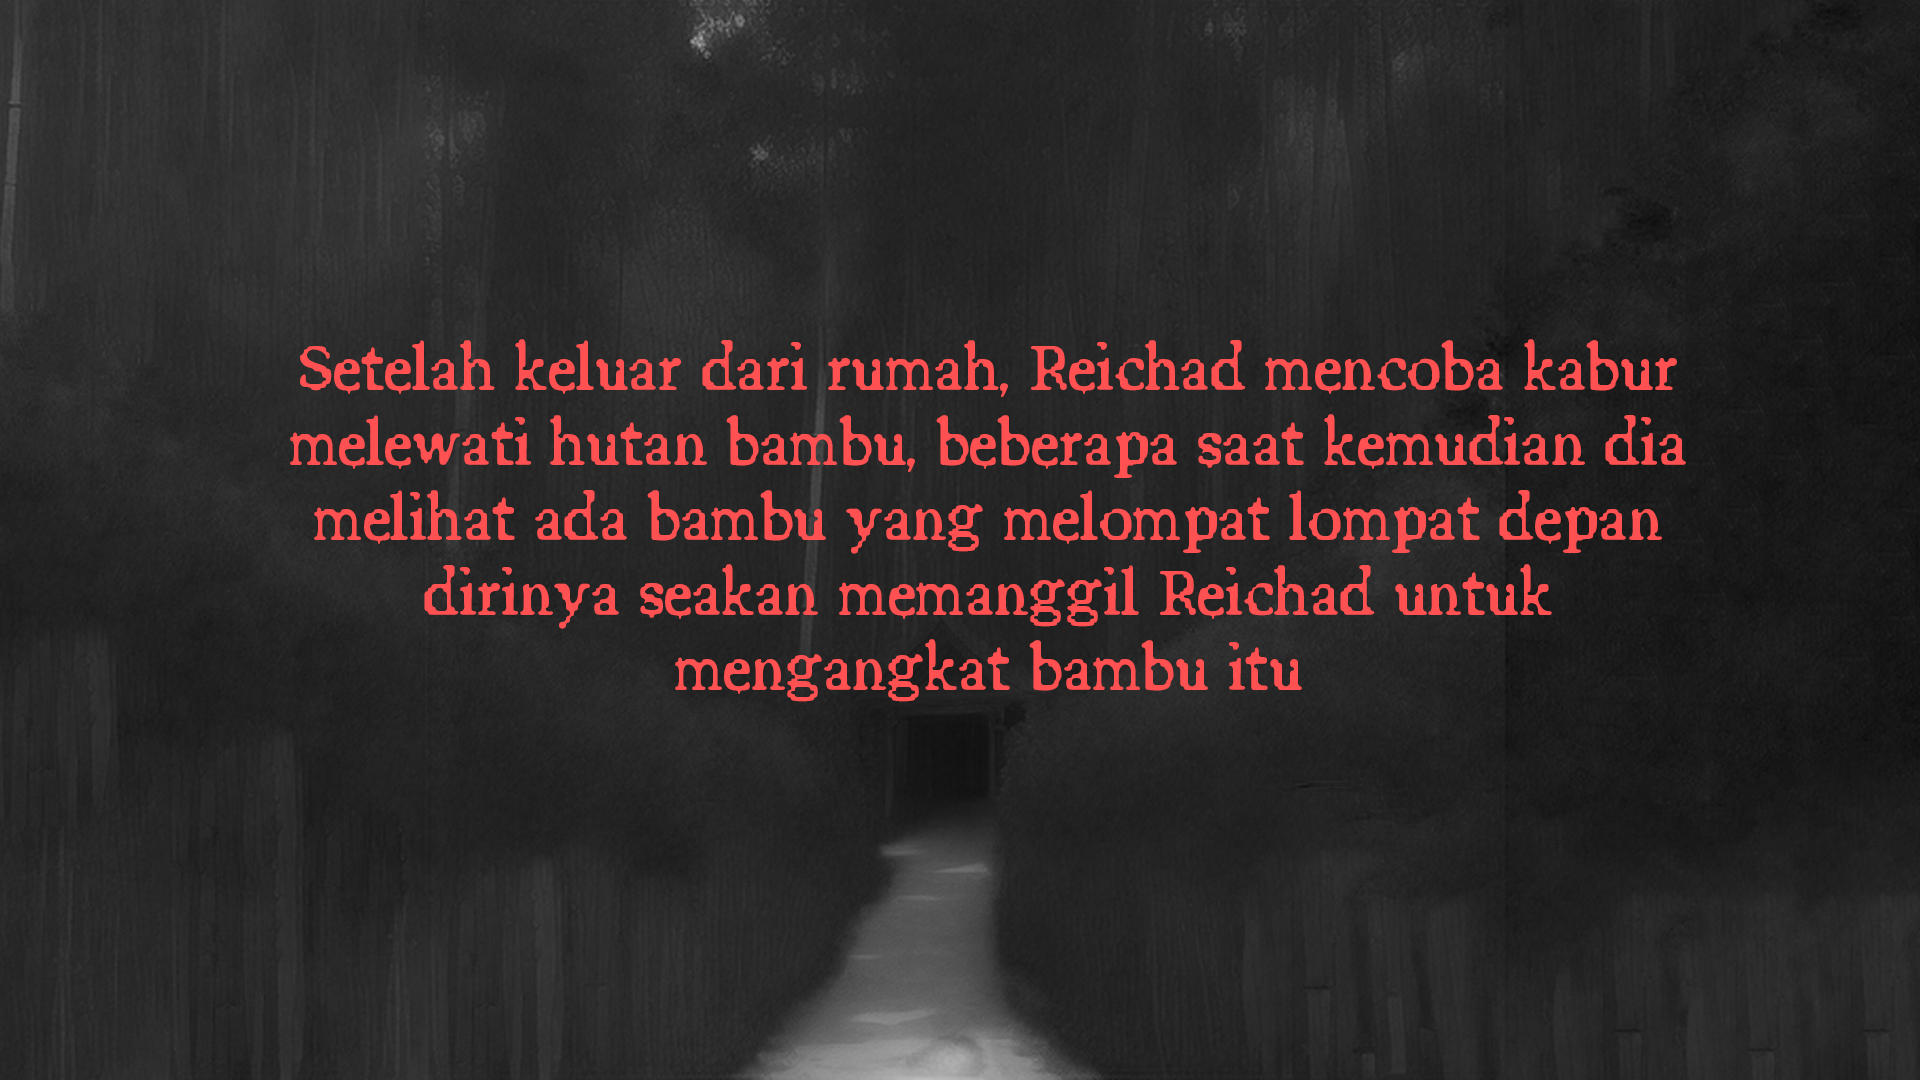 Setelah keluar dari rumah, Reichad mencoba kabur
melewati hutan bambu, beberapa saat kemudian dia
melihat ada bambu yang melompat lompat depan
dirinya seakan memanggil Reichad untuk
mengangkat bambu itu